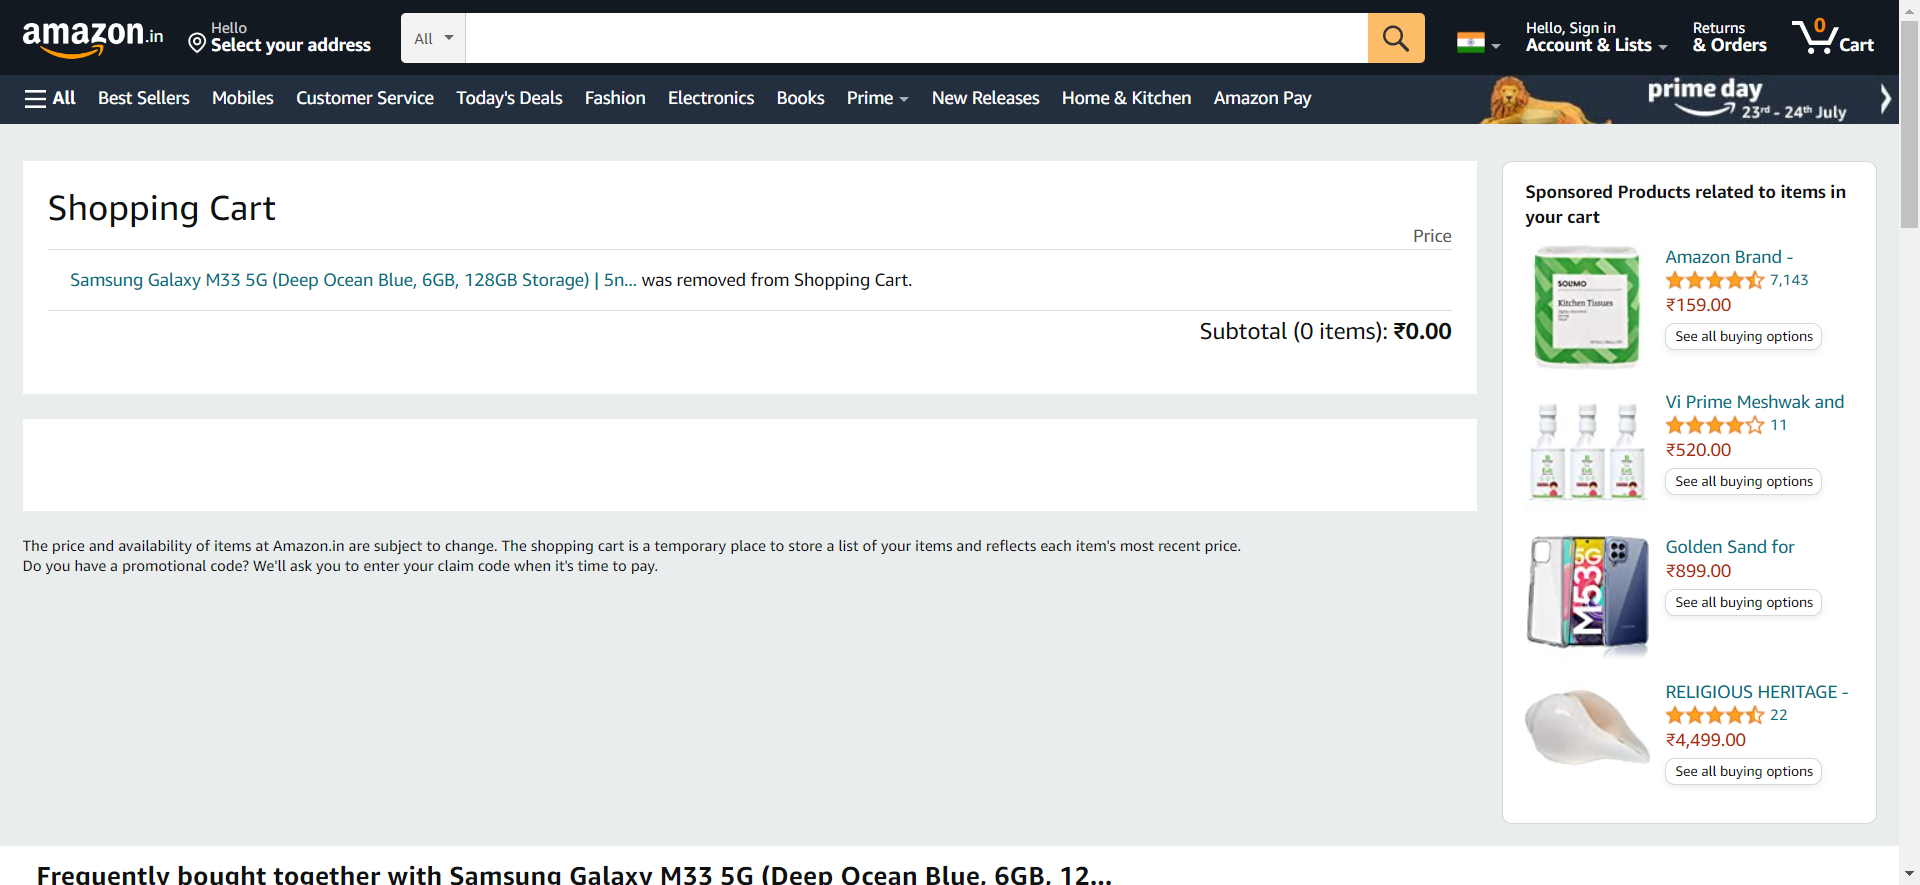 amazon.in
Hello
Select your address
All
Hello, Sign in
Account & Lists
Returns
& Orders
0
Cart
All
Best Sellers
Mobiles
Customer Service
Today's Deals
Fashion
Electronics
Books
Prime
New Releases
Home & Kitchen
Amazon Pay
prime day
23rd - 24th July
Shopping Cart
Price
Samsung Galaxy M33 5G (Deep Ocean Blue, 6GB, 128GB Storage) | 5n... was removed from Shopping Cart.
Subtotal (0 items): ₹0.00
The price and availability of items at Amazon.in are subject to change. The shopping cart is a temporary place to store a list of your items and reflects each item's most recent price.
Do you have a promotional code? We'll ask you to enter your claim code when it's time to pay.
Sponsored Products related to items in
your cart
SOLIMO
Kitchen Tissues
Amazon Brand -
7,143
₹159.00
See all buying options
Vi Prime Meshwak and
11
₹520.00
See all buying options
5G
M53
Golden Sand for
₹899.00
See all buying options
RELIGIOUS HERITAGE -
22
₹4,499.00
See all buying options
Frequently bought together with Samsung Galaxy M33 5G (Deep Ocean Blue, 6GB, 12...